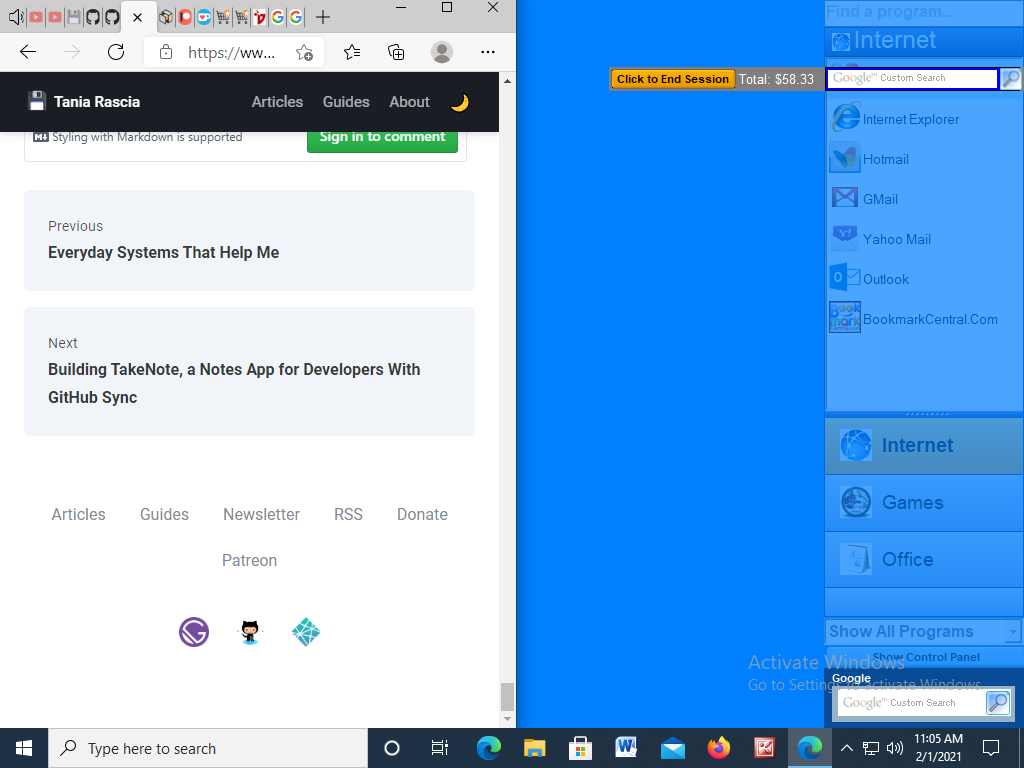 https://ww...
Tania Rascia
Articles
Guides
About
Styling with Markdown is supported
Sign in to comment
Previous
Everyday Systems That Help Me
Next
Building TakeNote, a Notes App for Developers With
GitHub Sync
Articles
Guides
Newsletter
RSS
Donate
Patreon
Find a program...
Internet
Click to End Session
Total: $58.33
Google™ Custom Search
Internet Explorer
Hotmail
GMail
Yahoo Mail
Outlook
BookmarkCentral.Com
Internet
Games
Office
Show All Programs
Show Control Panel
Activate Windows
Go to Settings to activate Windows.
Google
Google™ Custom Search
Type here to search
11:05 AM
2/1/2021